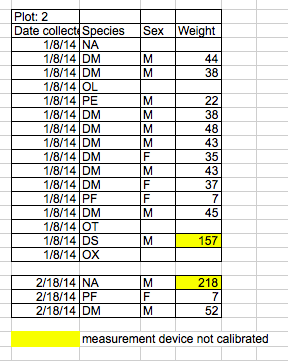 Plot: 2
Date collecte Species Sex Weight
1/8/14 NA
1/8/14 DM M 44
1/8/14 DM M 38
1/8/14 OL
1/8/14 PE M 22
1/8/14 DM M 38
1/8/14 DM M 48
1/8/14 DM M 43
1/8/14 DM F 35
1/8/14 DM M 43
1/8/14 DM F 37
1/8/14 PF F 7
1/8/14 DM M 45
1/8/14 OT
1/8/14 DS M 157
1/8/14 OX
2/18/14 NA M 218
2/18/14 PF F 7
2/18/14 DM M 52
measurement device not calibrated